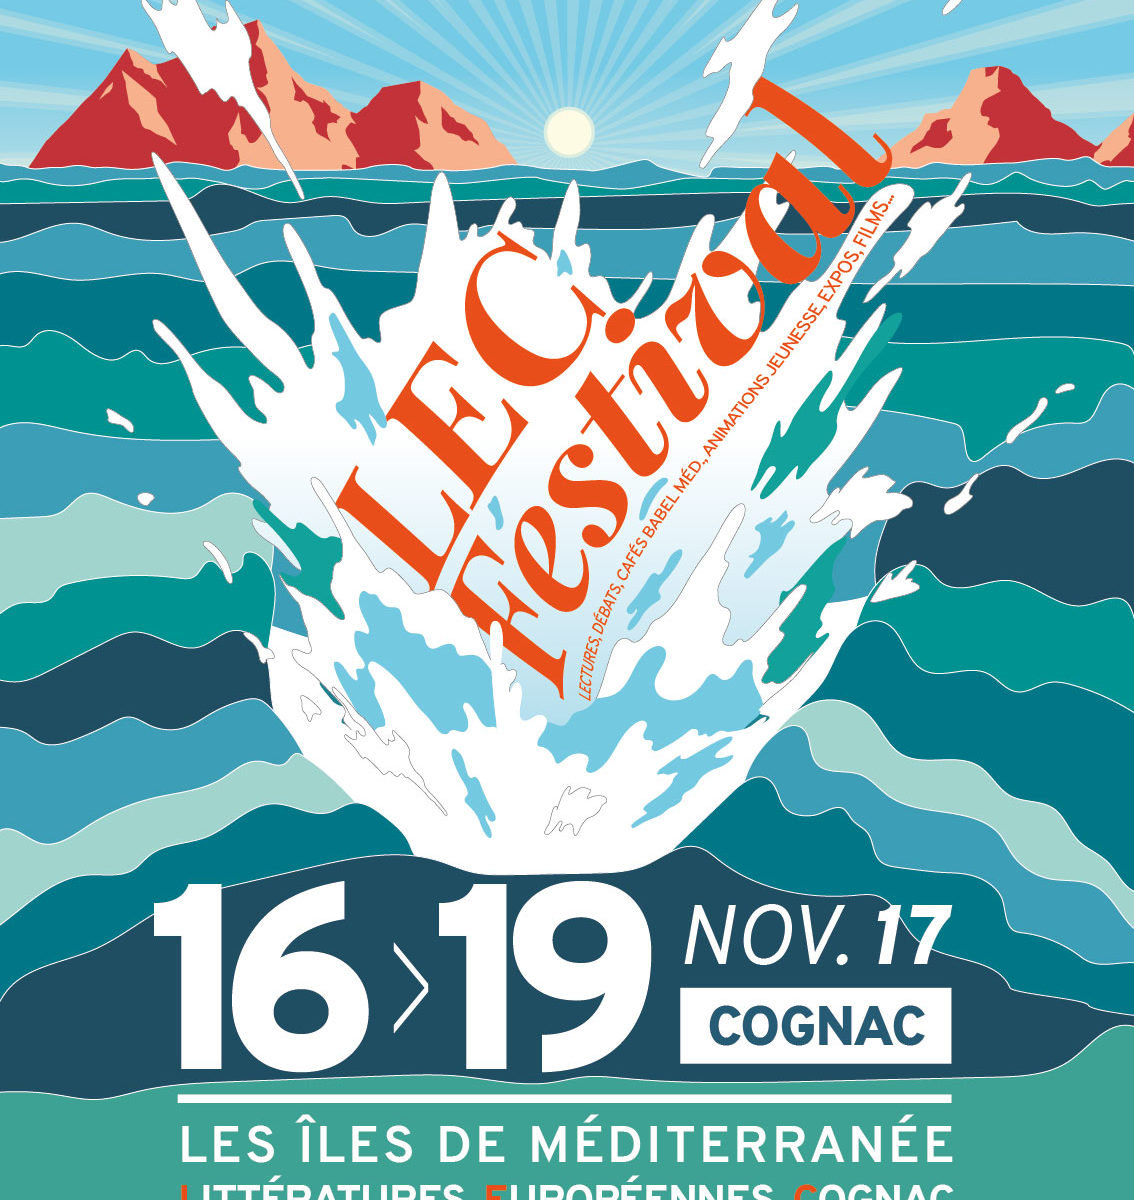 LEC
Festival
LECTURES, DÉBATS, CAFÉS BABEL MÉD., ANIMATIONS JEUNESSE, EXPOS, FILMS...
16>19 NOV. 17
COGNAC
LES ÎLES DE MÉDITERRANÉE
LITTÉRATURES EUROPÉENNES COGNAC